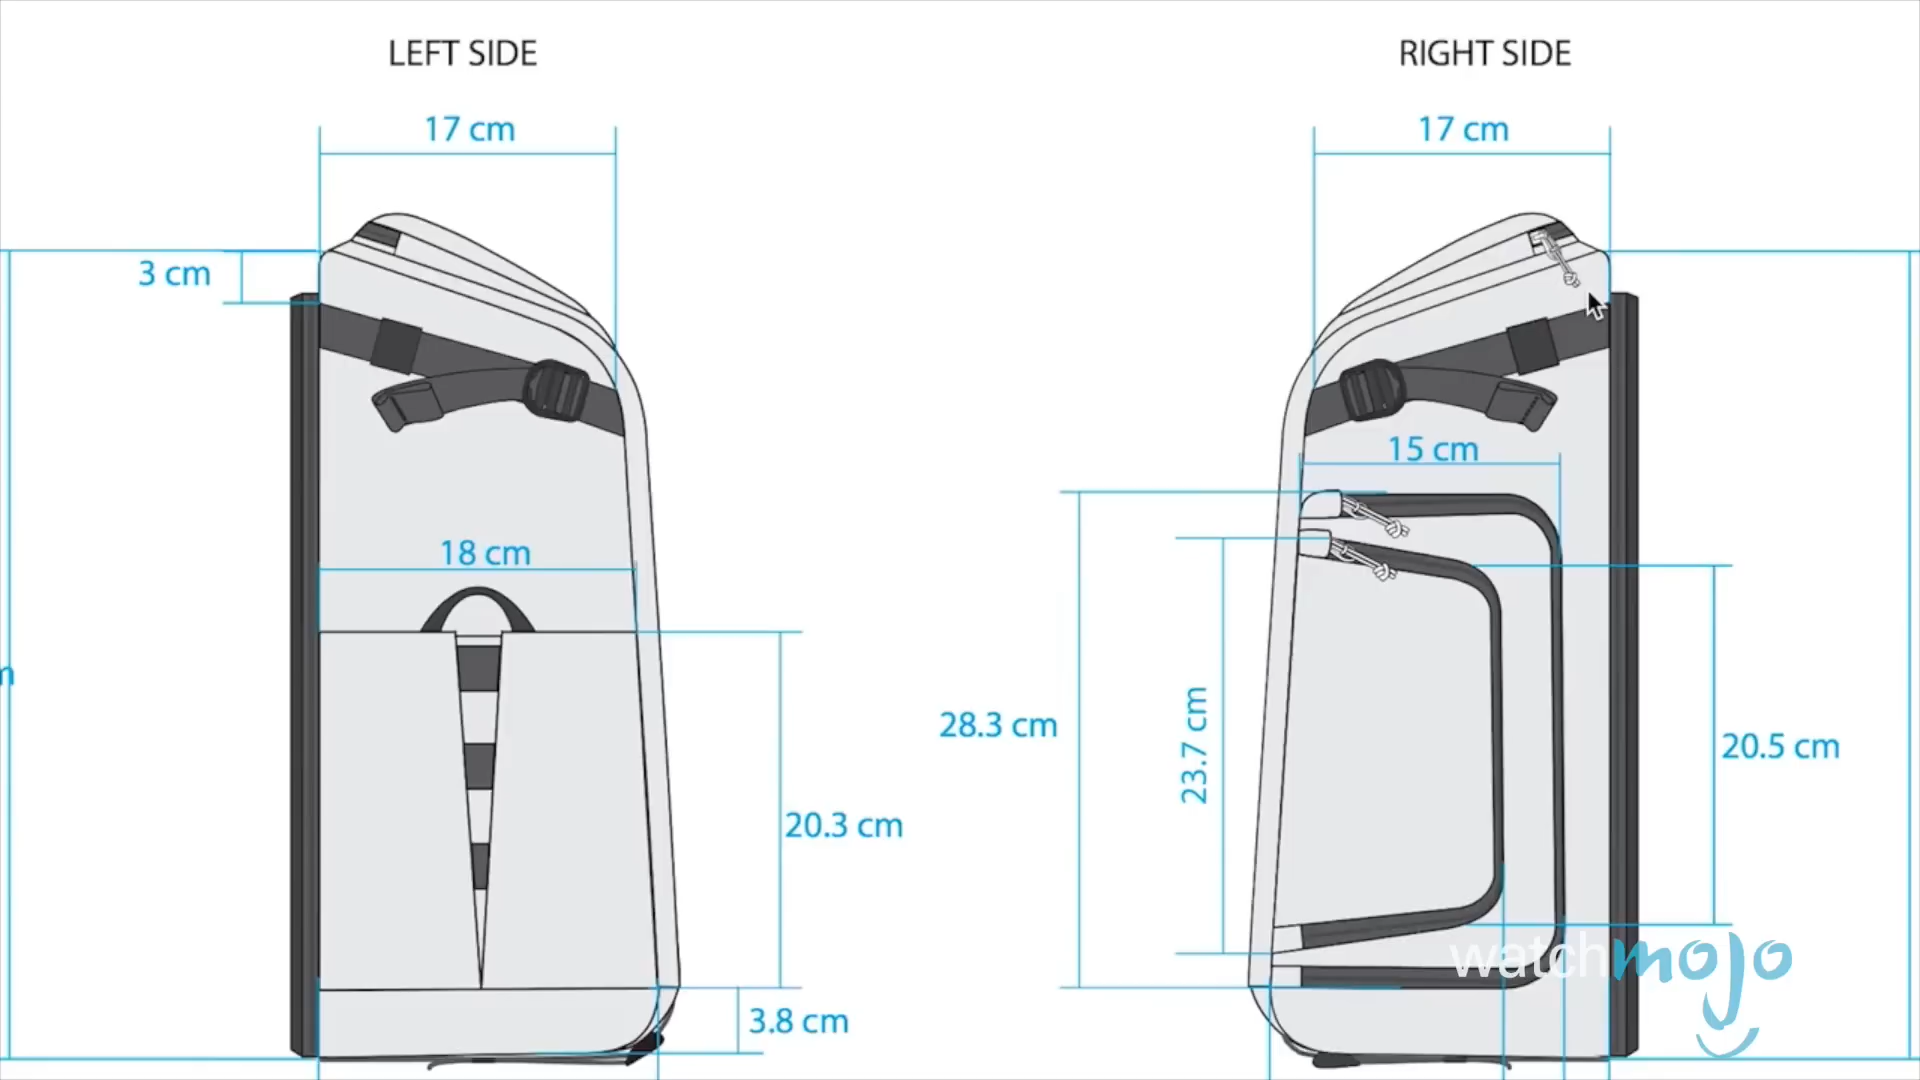 LEFT SIDE
RIGHT SIDE
17 cm
17 cm
3 cm
15 cm
18 cm
28.3 cm
23.7 cm
20.5 cm
20.3 cm
3.8 cm
watchmojo